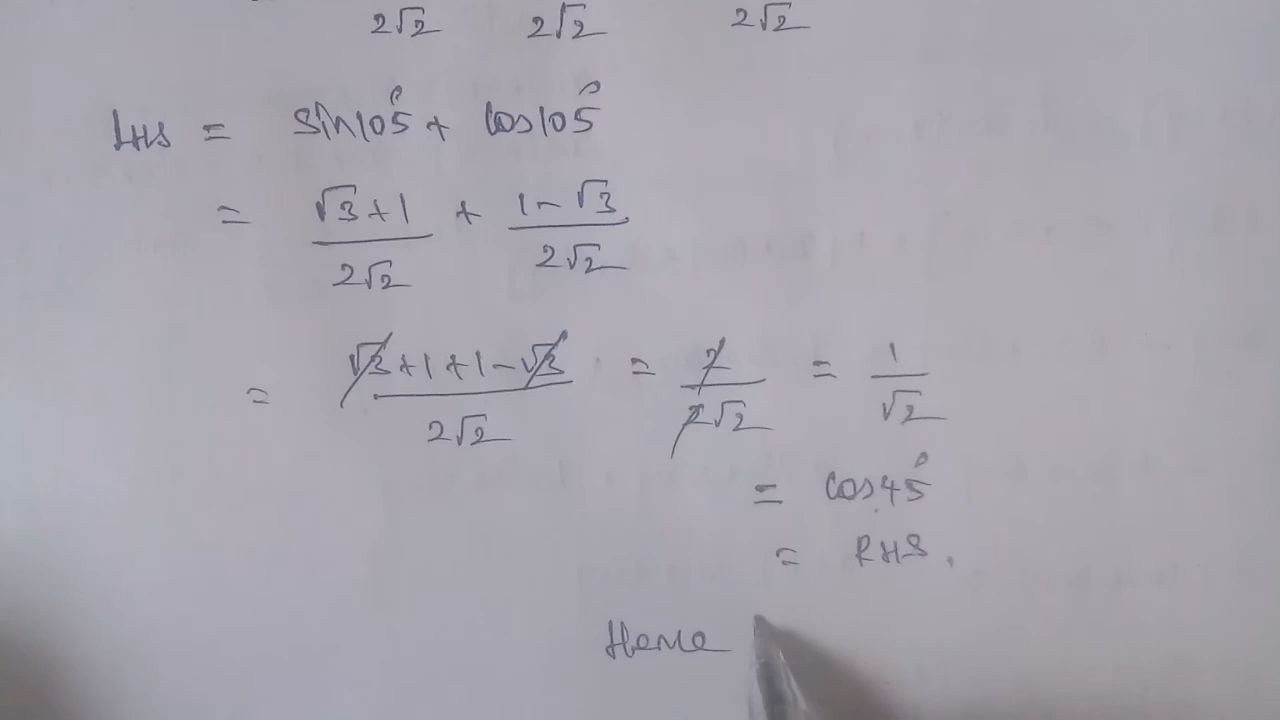 2√2 2√2 2√2
LHS = sin105° + cos105°
= (√3+1)/(2√2) + (1-√3)/(2√2)
= (√3+1+1-√3)/(2√2) = 2/(2√2) = 1/√2
= cos45°
= RHS.
Hence